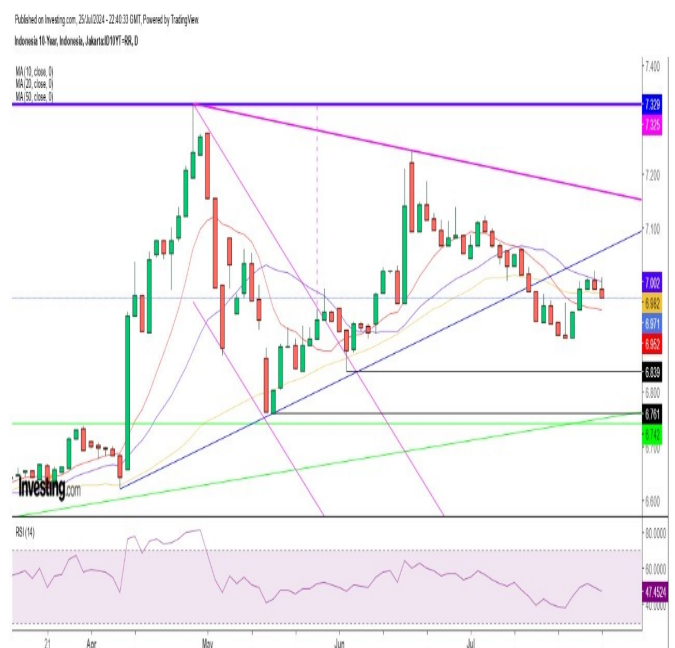 Published on Investing.com, 25/Jul/2024 - 22:40:33 GMT, Powered by TradingView.
Indonesia 10-Year, Indonesia, Jakarta:ID10YT=RR, D
MA (10, close, 0)
MA (20, close, 0)
MA (50, close, 0)
7.400
7.329
7.325
7.200
7.100
7.002
6.982
6.971
6.952
6.839
6.800
6.761
6.742
6.700
6.600
Investing.com
RSI (14)
80.0000
60.0000
47.4524
40.0000
21
Apr
May
Jun
Jul